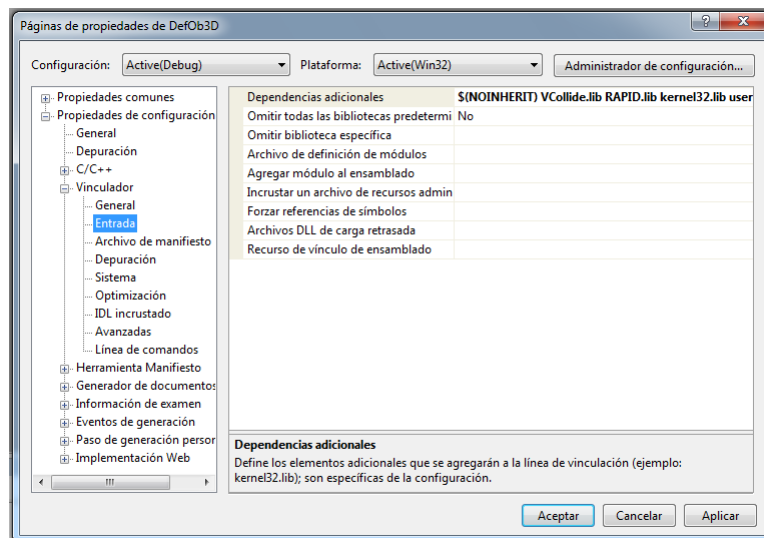 Páginas de propiedades de DefOb3D
Configuración: Active(Debug) Plataforma: Active(Win32) Administrador de configuración...
Propiedades comunes
Propiedades de configuración
General
Depuración
C/C++
Vinculador
General
Entrada
Archivo de manifiesto
Depuración
Sistema
Optimización
IDL incrustado
Avanzadas
Línea de comandos
Herramienta Manifiesto
Generador de documentos
Información de examen
Eventos de generación
Paso de generación person
Implementación Web
Dependencias adicionales $(NOINHERIT) VCollide.lib RAPID.lib kernel32.lib user
Omitir todas las bibliotecas predetermi No
Omitir biblioteca específica
Archivo de definición de módulos
Agregar módulo al ensamblado
Incrustar un archivo de recursos admin
Forzar referencias de símbolos
Archivos DLL de carga retrasada
Recurso de vínculo de ensamblado
Dependencias adicionales
Define los elementos adicionales que se agregarán a la línea de vinculación (ejemplo:
kernel32.lib); son específicas de la configuración.
Aceptar Cancelar Aplicar